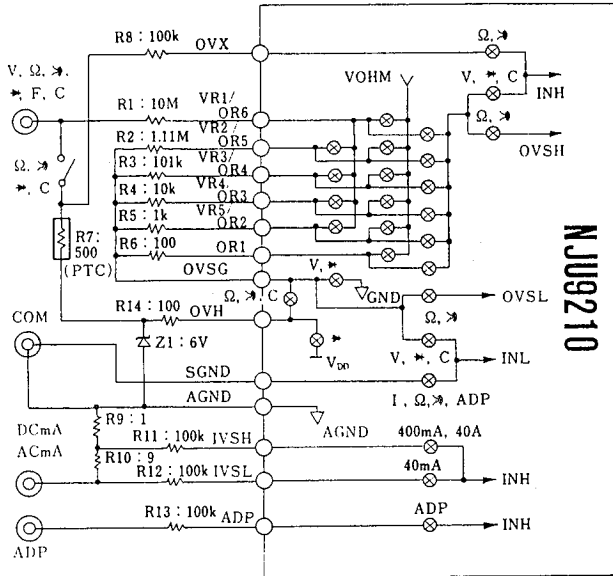 R8：100k
OVX
V, Ω,
F, C
R1：10M
VR1/
OR6
R2：1.11M
VR2/
OR5
R3：101k
VR3/
OR4
R4：10k
VR4/
OR3
R5：1k
VR5/
OR2
R6：100
OR1
OVSG
Ω,
, C
R7：
500
(PTC)
R14：100
OVH
COM
Z1：6V
SGND
AGND
R9：1
DCmA
ACmA
R11：100k
IVSH
R10：9
R12：100k
IVSL
R13：100k
ADP
ADP
VOHM
Ω,
V, , C
INH
Ω,
OVSH
V,
GND
Ω, , C
VDD
OVSL
Ω,
V, , C
INL
I, Ω, , ADP
AGND
400mA, 40A
40mA
INH
ADP
INH
NJU9210